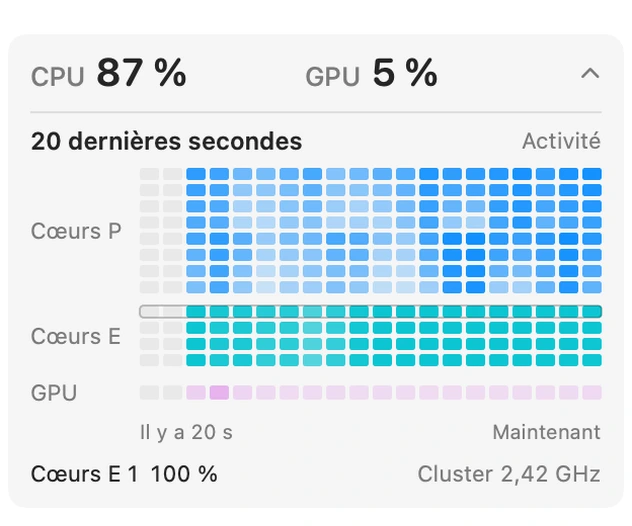 CPU 87 % GPU 5 %
20 dernières secondes Activité
Cœurs P
Cœurs E
GPU
Il y a 20 s Maintenant
Cœurs E 1 100 % Cluster 2,42 GHz